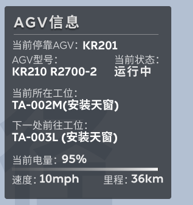 AGV信息
当前停靠AGV: KR201
AGV型号: 当前状态:
KR210 R2700-2 运行中
当前所在工位:
TA-002M(安装天窗)
下一处前往工位:
TA-003L (安装天窗)
当前电量: 95%
速度: 10mph 里程: 36km